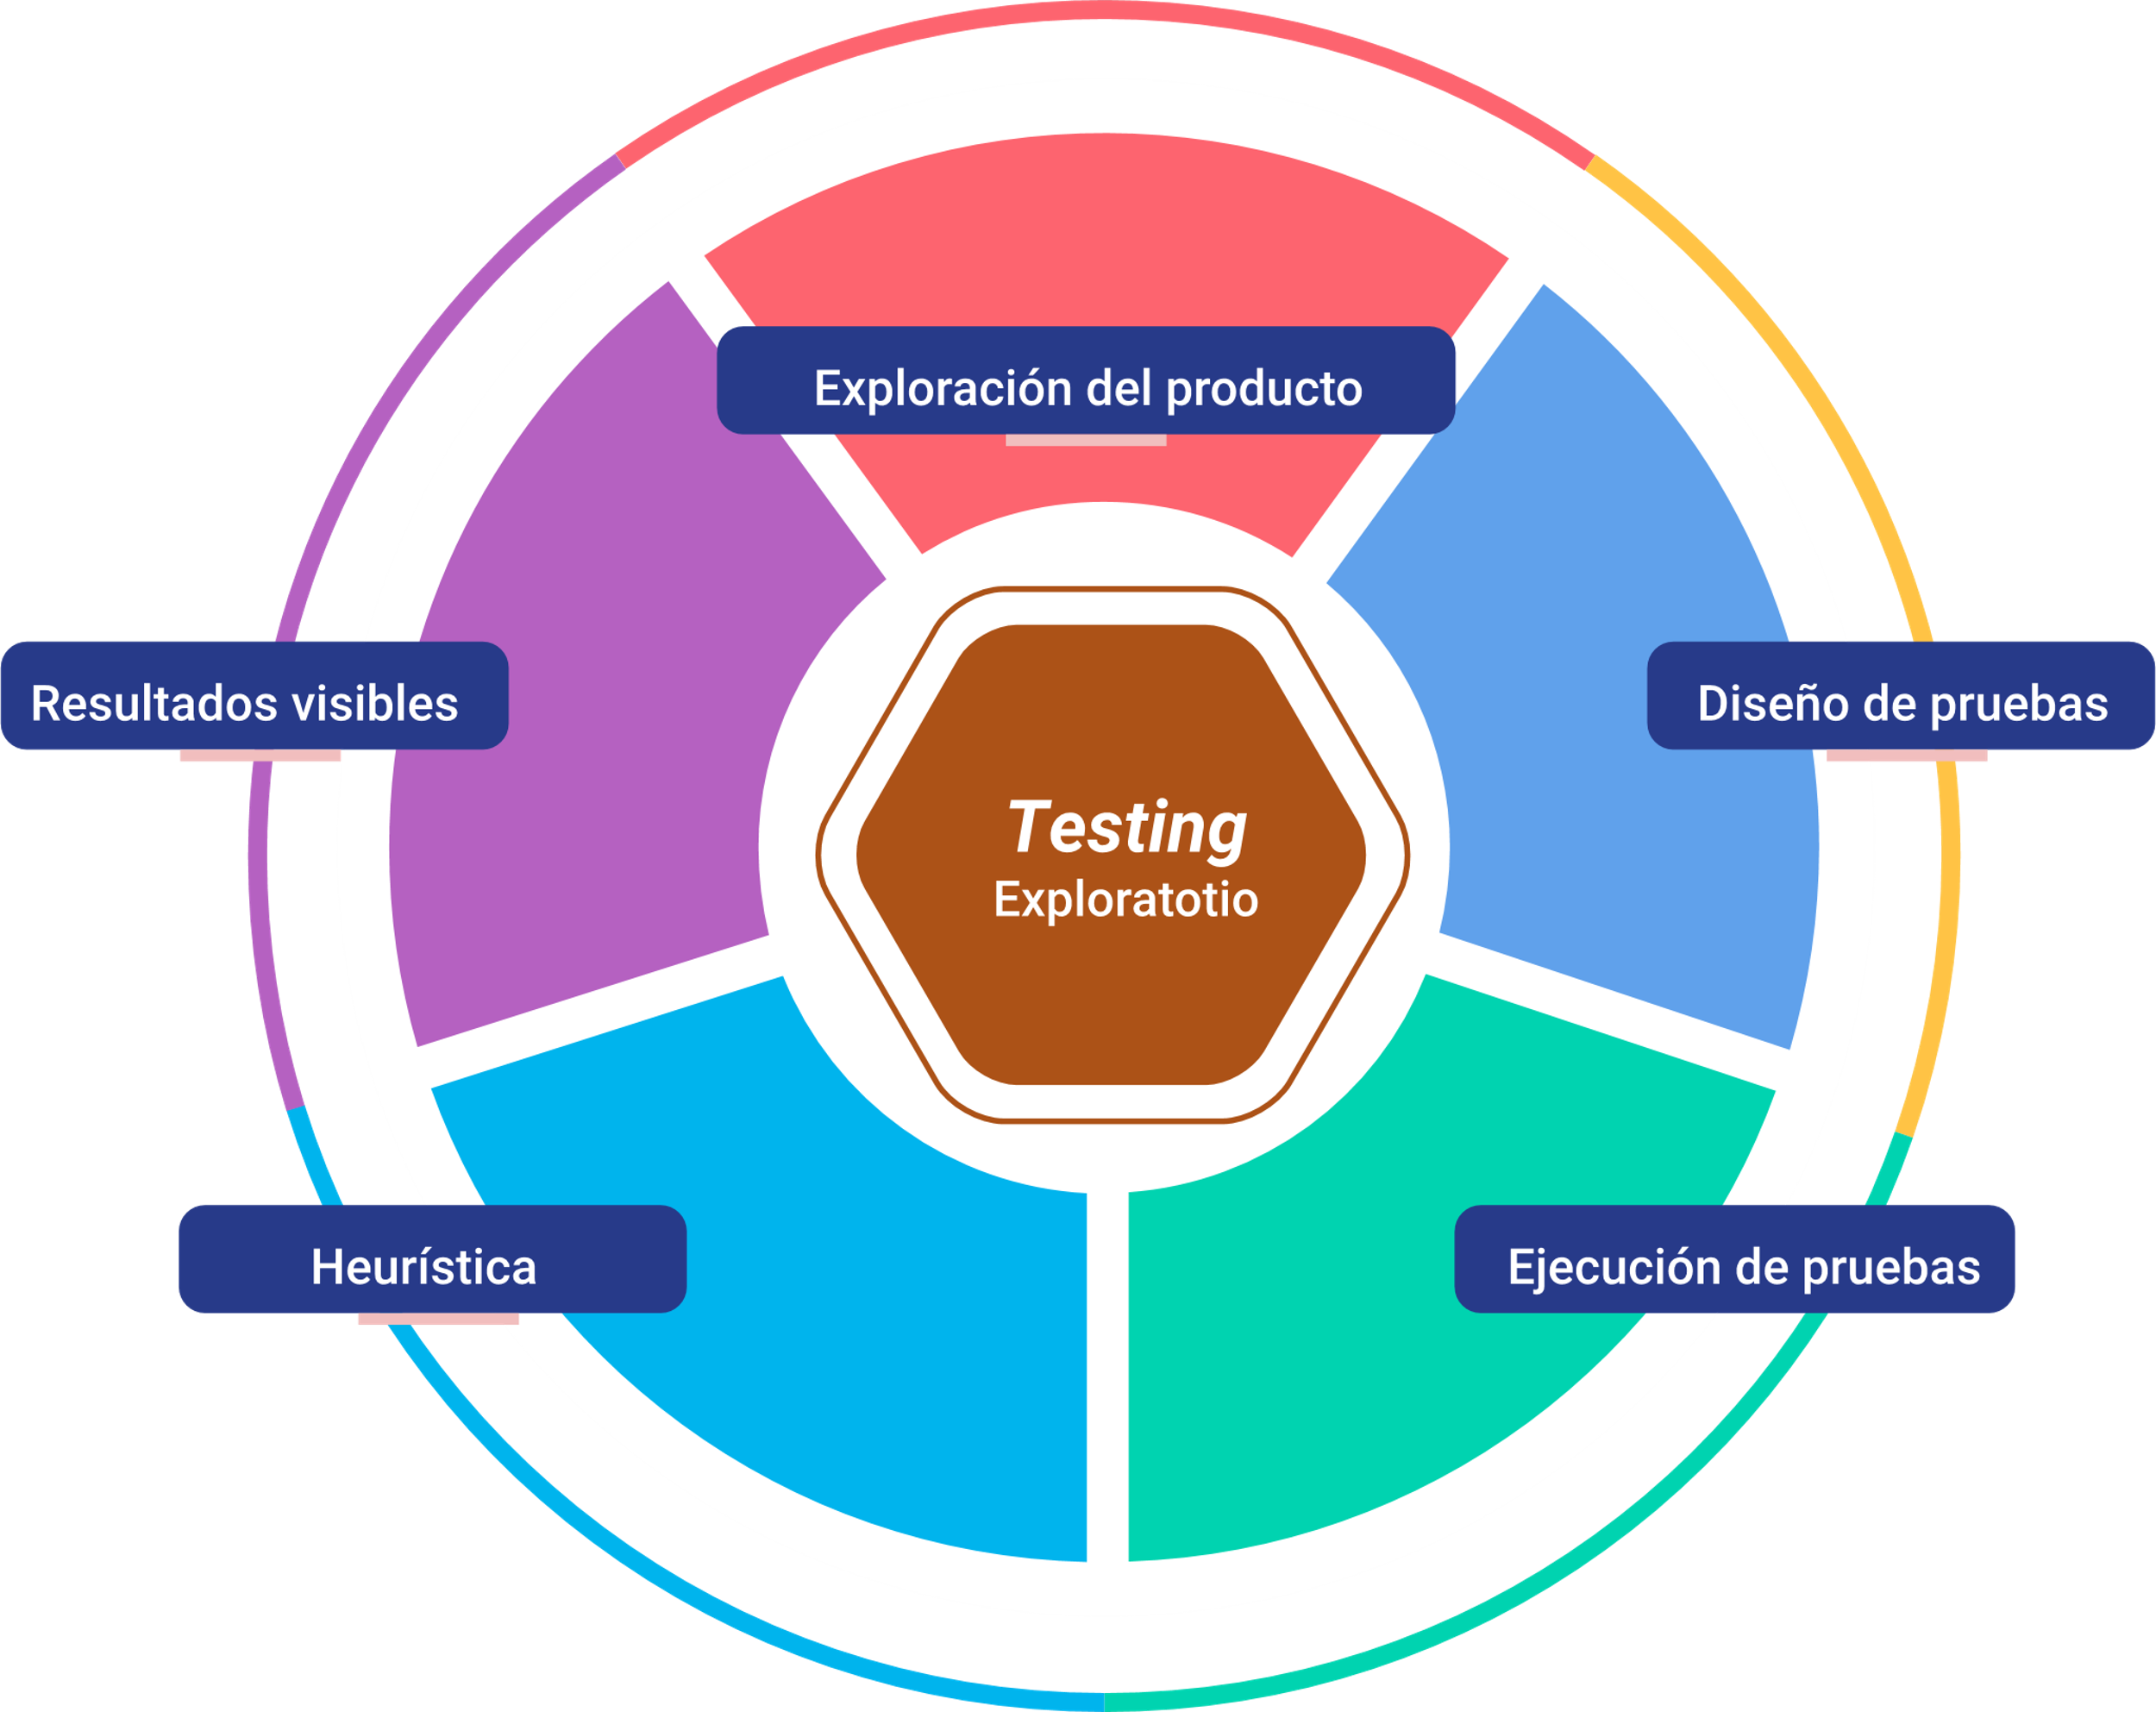 Exploración del producto
Resultados visibles
Diseño de pruebas
Testing
Exploratotio
Heurística
Ejecución de pruebas